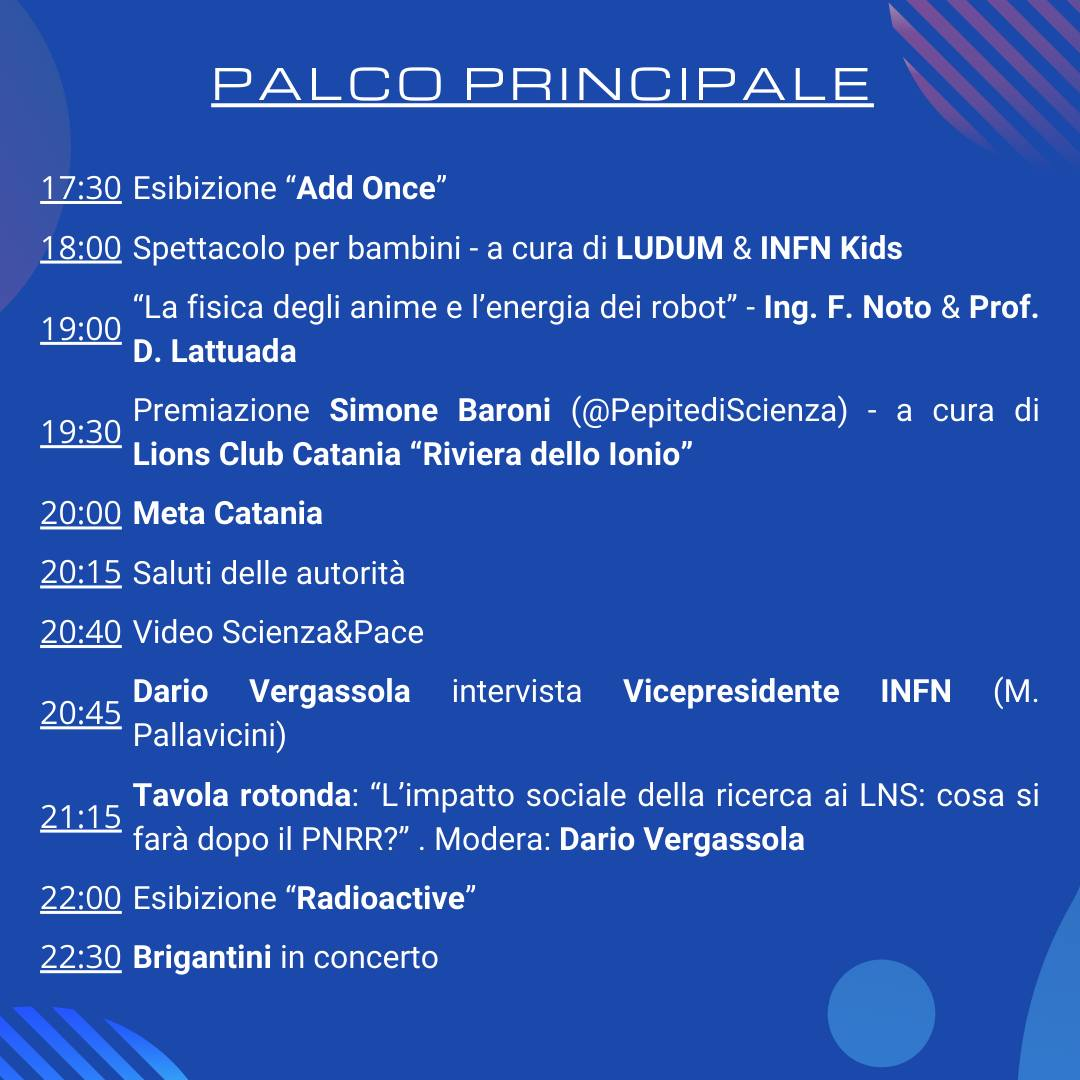 PALCO PRINCIPALE
17:30 Esibizione “Add Once”
18:00 Spettacolo per bambini - a cura di LUDUM & INFN Kids
19:00 “La fisica degli anime e l’energia dei robot” - Ing. F. Noto & Prof.
D. Lattuada
19:30 Premiazione Simone Baroni (@PepitediScienza) - a cura di
Lions Club Catania “Riviera dello Ionio”
20:00 Meta Catania
20:15 Saluti delle autorità
20:40 Video Scienza&Pace
20:45 Dario Vergassola intervista Vicepresidente INFN (M.
Pallavicini)
21:15 Tavola rotonda: “L’impatto sociale della ricerca ai LNS: cosa si
farà dopo il PNRR?” . Modera: Dario Vergassola
22:00 Esibizione “Radioactive”
22:30 Brigantini in concerto